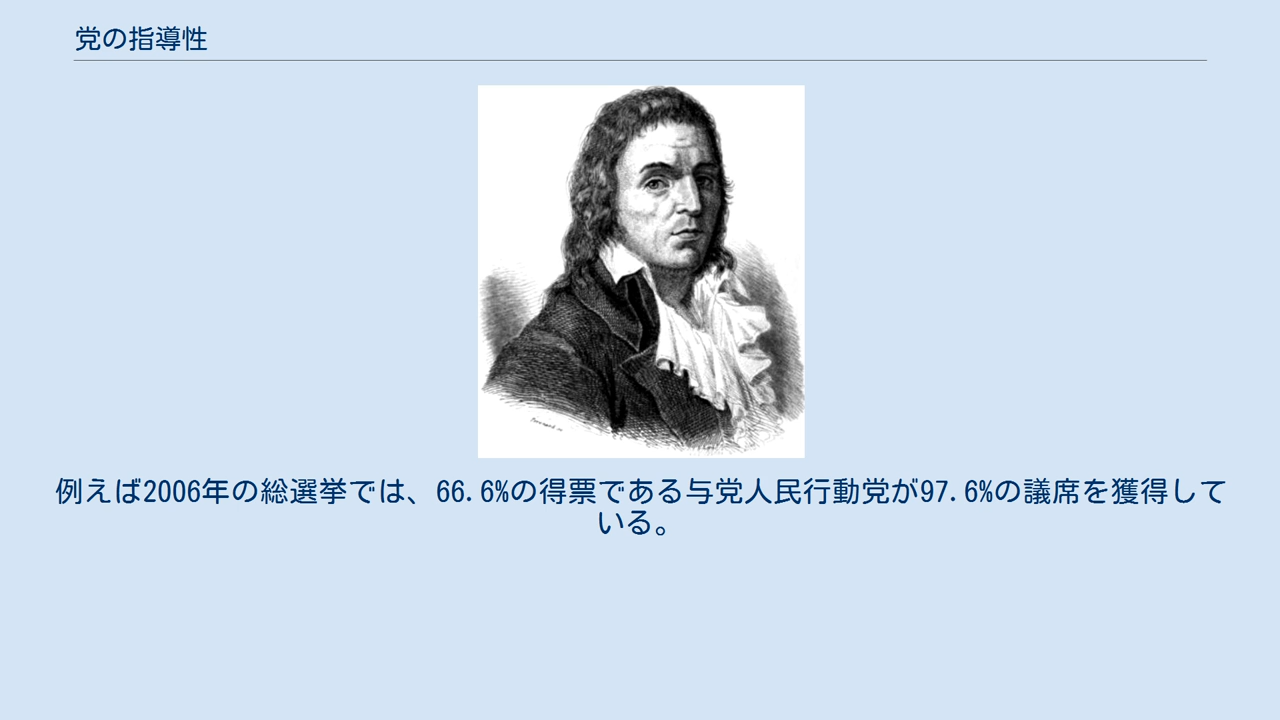 党の指導性
例えば2006年の総選挙では、66.6%の得票である与党人民行動党が97.6%の議席を獲得して
いる。